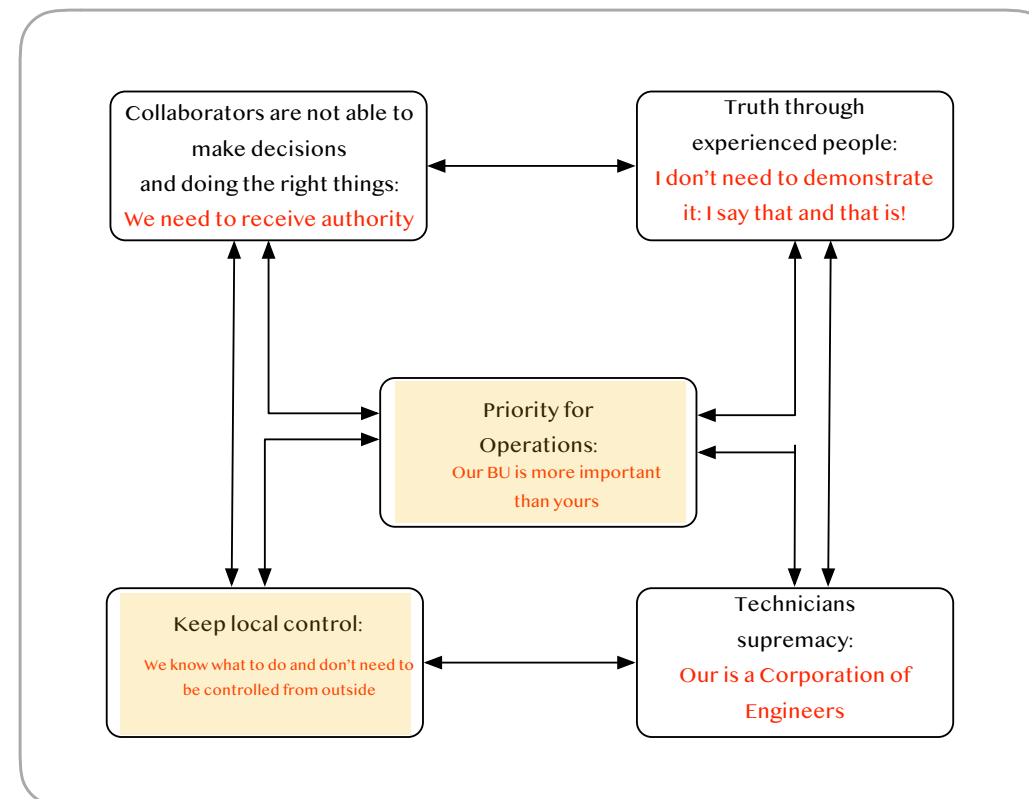 Collaborators are not able to
make decisions
and doing the right things:
We need to receive authority
Truth through
experienced people:
I don’t need to demonstrate
it: I say that and that is!
Priority for
Operations:
Our BU is more important
than yours
Keep local control:
We know what to do and don’t need to
be controlled from outside
Technicians
supremacy:
Our is a Corporation of
Engineers